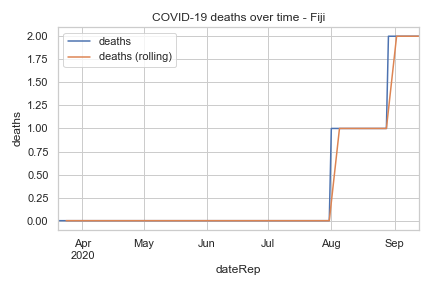 COVID-19 deaths over time - Fiji
deaths
deaths (rolling)
2.00
1.75
1.50
1.25
1.00
0.75
0.50
0.25
0.00
deaths
Apr
2020
May
Jun
Jul
Aug
Sep
dateRep